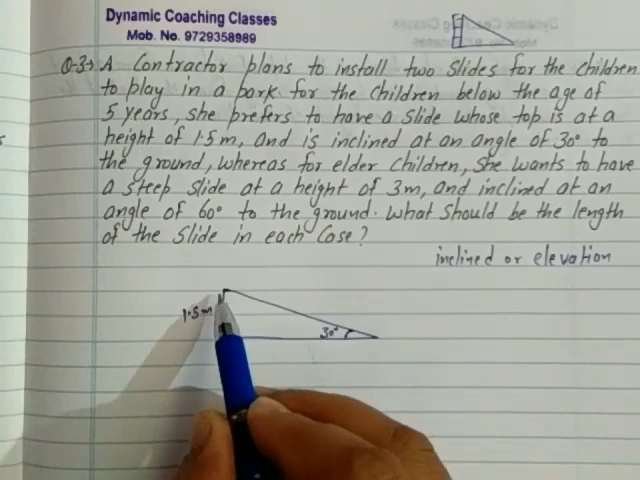 Dynamic Coaching Classes
Mob. No. 9729358989
Q-3→ A Contractor plans to install two slides for the children
to play in a park for the children below the age of
5 years, she prefers to have a slide whose top is at a
height of 1.5m, and is inclined at an angle of 30° to
the ground, whereas for elder children, she wants to have
a steep slide at a height of 3m, and inclined at an
angle of 60° to the ground. What should be the length
of the slide in each case?
inclined or elevation
1.5m
30°